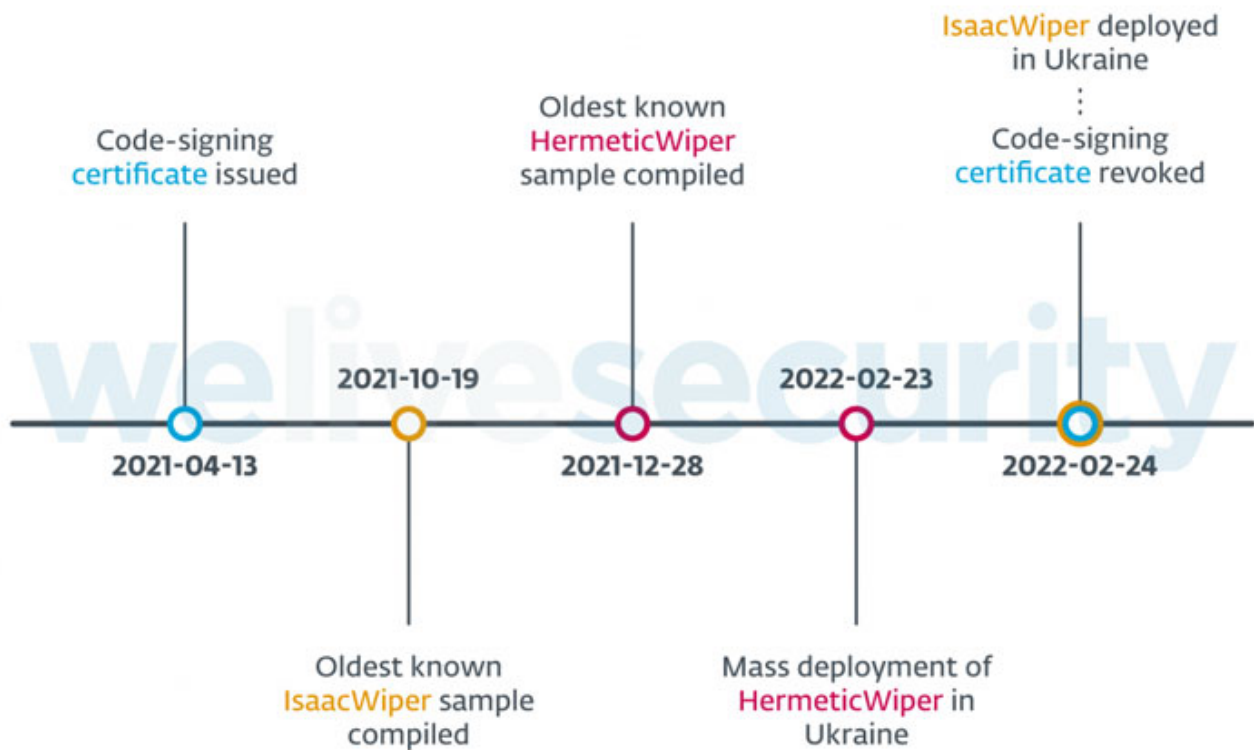 Code-signing
certificate issued
2021-04-13
2021-10-19
Oldest known
IsaacWiper sample
compiled
Oldest known
HermeticWiper
sample compiled
2021-12-28
2022-02-23
Mass deployment of
HermeticWiper in
Ukraine
IsaacWiper deployed
in Ukraine
Code-signing
certificate revoked
2022-02-24
welivesecurity